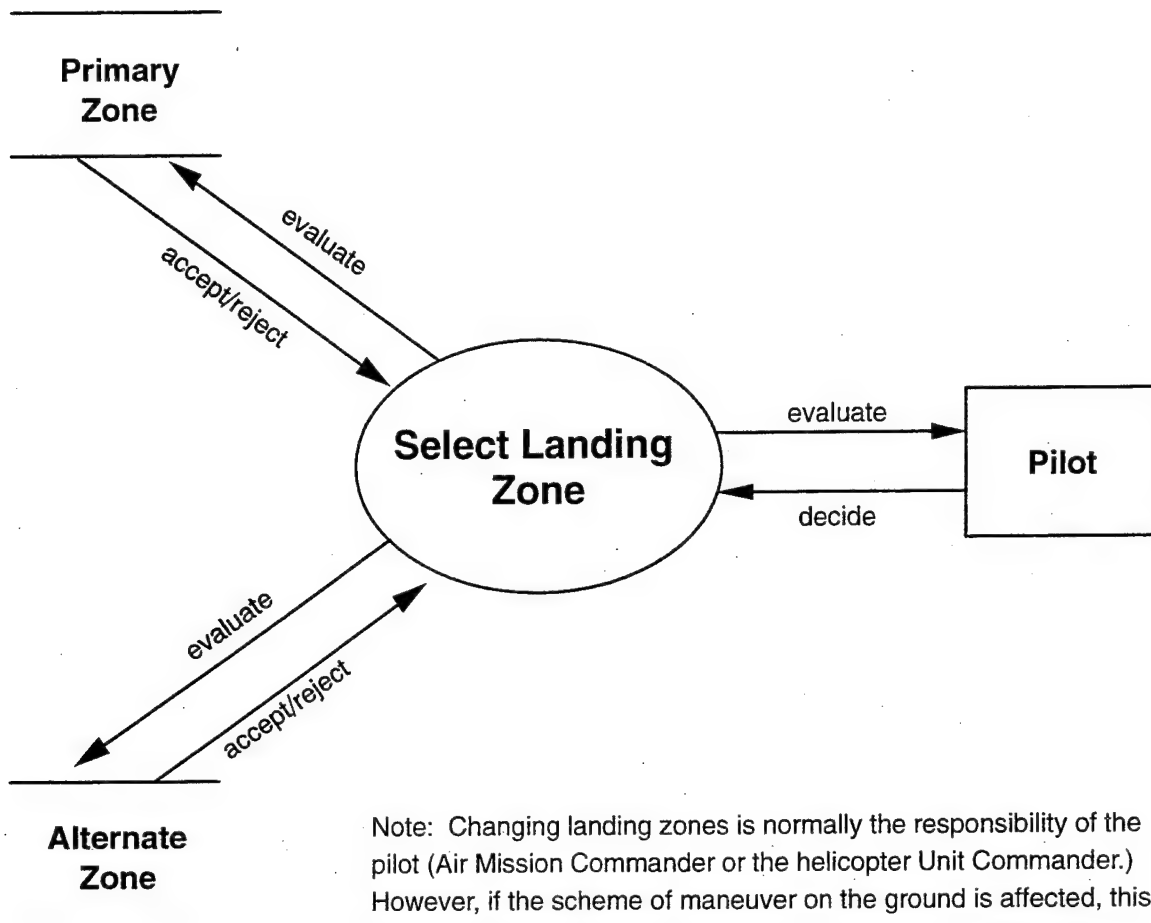 Primary
Zone
evaluate
accept/reject
Select Landing
Zone
evaluate
Pilot
decide
evaluate
accept/reject
Alternate
Zone
Note: Changing landing zones is normally the responsibility of the
pilot (Air Mission Commander or the helicopter Unit Commander.)
However, if the scheme of maneuver on the ground is affected, this